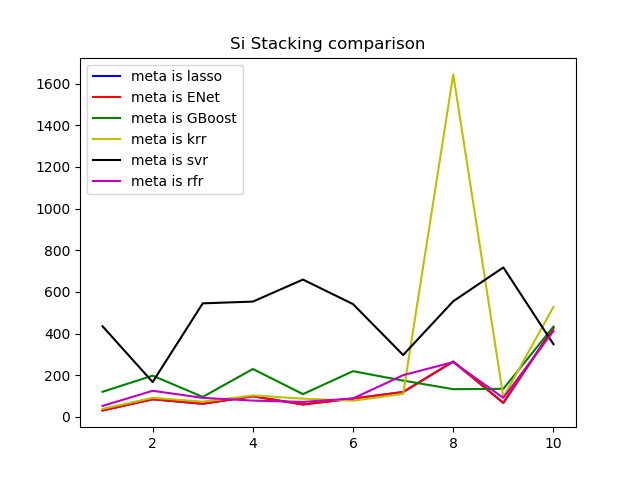 Si Stacking comparison
meta is lasso
meta is ENet
meta is GBoost
meta is krr
meta is svr
meta is rfr
1600
1400
1200
1000
800
600
400
200
0
2 4 6 8 10